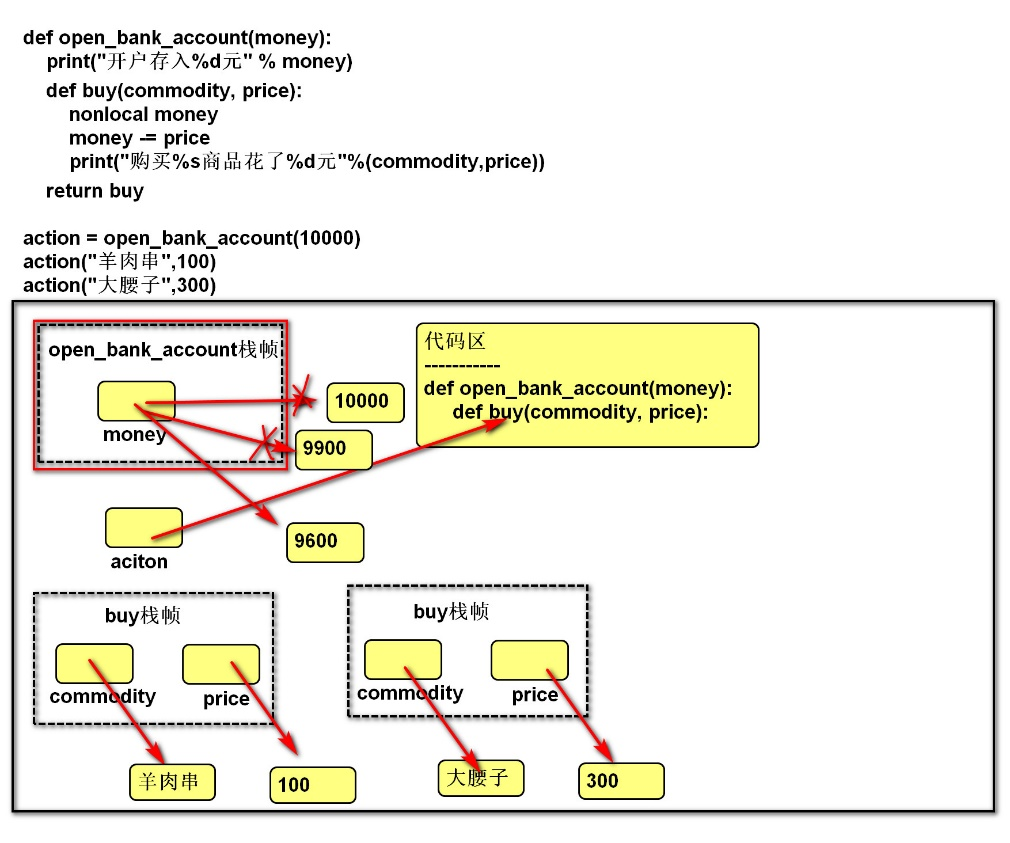 def open_bank_account(money):
print("开户存入%d元" % money)
def buy(commodity, price):
nonlocal money
money -= price
print("购买%s商品花了%d元"%(commodity,price))
return buy
action = open_bank_account(10000)
action("羊肉串",100)
action("大腰子",300)
open_bank_account栈帧
money
10000
9900
代码区
-----------
def open_bank_account(money):
def buy(commodity, price):
aciton
9600
buy栈帧
commodity
price
羊肉串
100
buy栈帧
commodity
price
大腰子
300